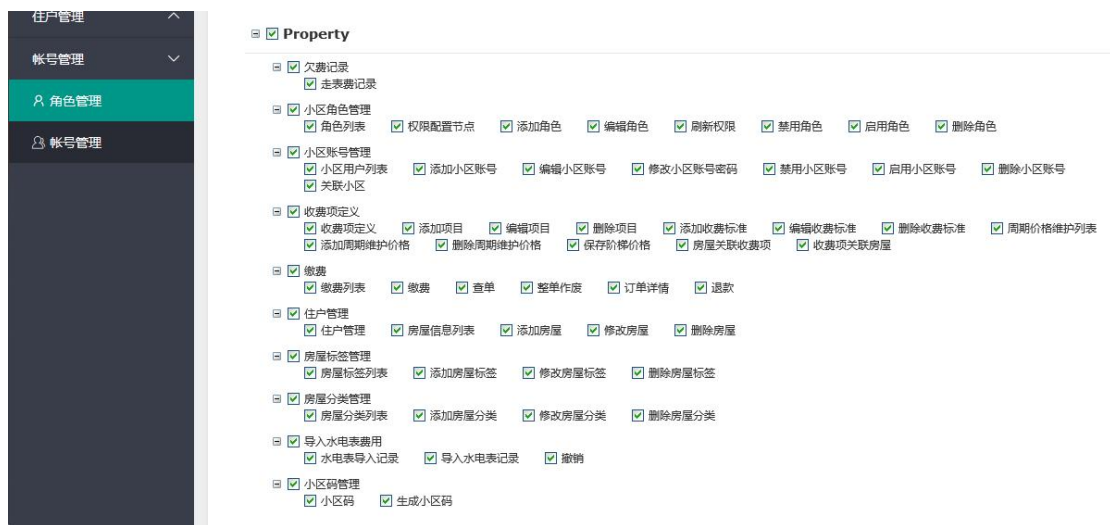 住户管理
帐号管理
角色管理
帐号管理
Property
欠费记录
走表费记录
小区角色管理
角色列表 权限配置节点 添加角色 编辑角色 刷新权限 禁用角色 启用角色 删除角色
小区账号管理
小区用户列表 添加小区账号 编辑小区账号 修改小区账号密码 禁用小区账号 启用小区账号 删除小区账号
关联小区
收费项定义
收费项定义 添加项目 编辑项目 删除项目 添加收费标准 编辑收费标准 删除收费标准 周期价格维护列表
添加周期维护价格 删除周期维护价格 保存阶梯价格 房屋关联收费项 收费项关联房屋
缴费
缴费列表 缴费 查单 整单作废 订单详情 退款
住户管理
住户管理 房屋信息列表 添加房屋 修改房屋 删除房屋
房屋标签管理
房屋标签列表 添加房屋标签 修改房屋标签 删除房屋标签
房屋分类管理
房屋分类列表 添加房屋分类 修改房屋分类 删除房屋分类
导入水电表费用
水电表导入记录 导入水电表记录 撤销
小区码管理
小区码 生成小区码